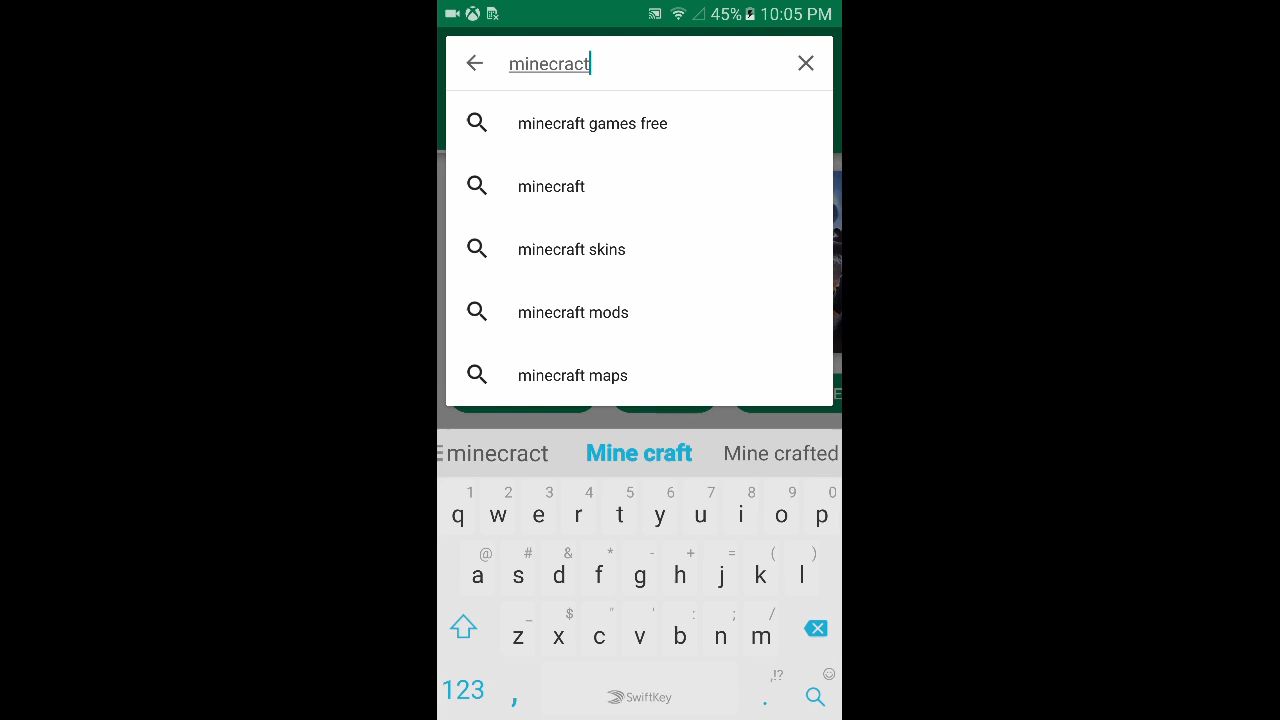 45% 10:05 PM
minecract
minecraft games free
minecraft
minecraft skins
minecraft mods
minecraft maps
E
minecract Mine craft Mine crafted
1 2 3 4 5 6 7 8 9 0
q w e r t y u i o p
@ # & * - + = ( )
a s d f g h j k l
_ $ " ' : ; /
z x c v b n m
,!?
123 , SwiftKey .